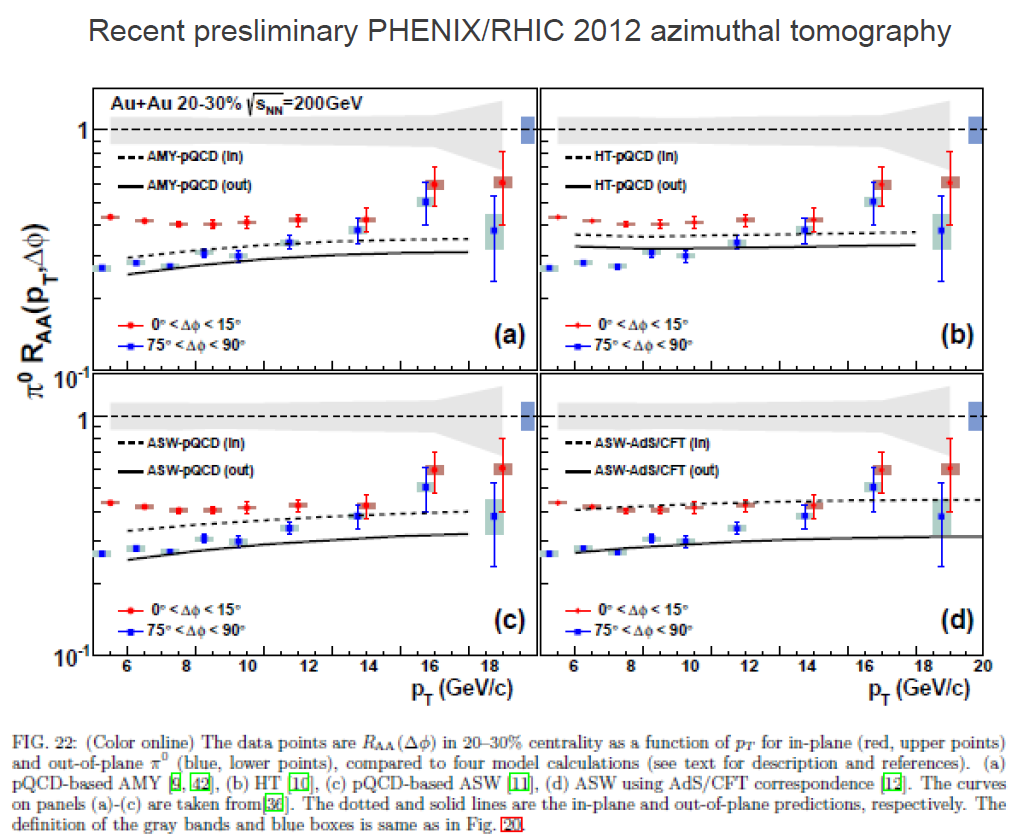 Recent presliminary PHENIX/RHIC 2012 azimuthal tomography
Au+Au 20-30% √sNN=200GeV
1
AMY-pQCD (in)
AMY-pQCD (out)
0° < Δϕ < 15°
75° < Δϕ < 90°
(a)
HT-pQCD (in)
HT-pQCD (out)
0° < Δϕ < 15°
75° < Δϕ < 90°
(b)
π0 RAA(pT,Δϕ)
10-1
1
ASW-pQCD (in)
ASW-pQCD (out)
0° < Δϕ < 15°
75° < Δϕ < 90°
(c)
ASW-AdS/CFT (in)
ASW-AdS/CFT (out)
0° < Δϕ < 15°
75° < Δϕ < 90°
(d)
10-1
6 8 10 12 14 16 18 6 8 10 12 14 16 18 20
pT (GeV/c) pT (GeV/c)
FIG. 22: (Color online) The data points are RAA(Δϕ) in 20–30% centrality as a function of pT for in-plane (red, upper points)
and out-of-plane π0 (blue, lower points), compared to four model calculations (see text for description and references). (a)
pQCD-based AMY [9, 42], (b) HT [10], (c) pQCD-based ASW [11], (d) ASW using AdS/CFT correspondence [12]. The curves
on panels (a)-(c) are taken from[36]. The dotted and solid lines are the in-plane and out-of-plane predictions, respectively. The
definition of the gray bands and blue boxes is same as in Fig. 20.